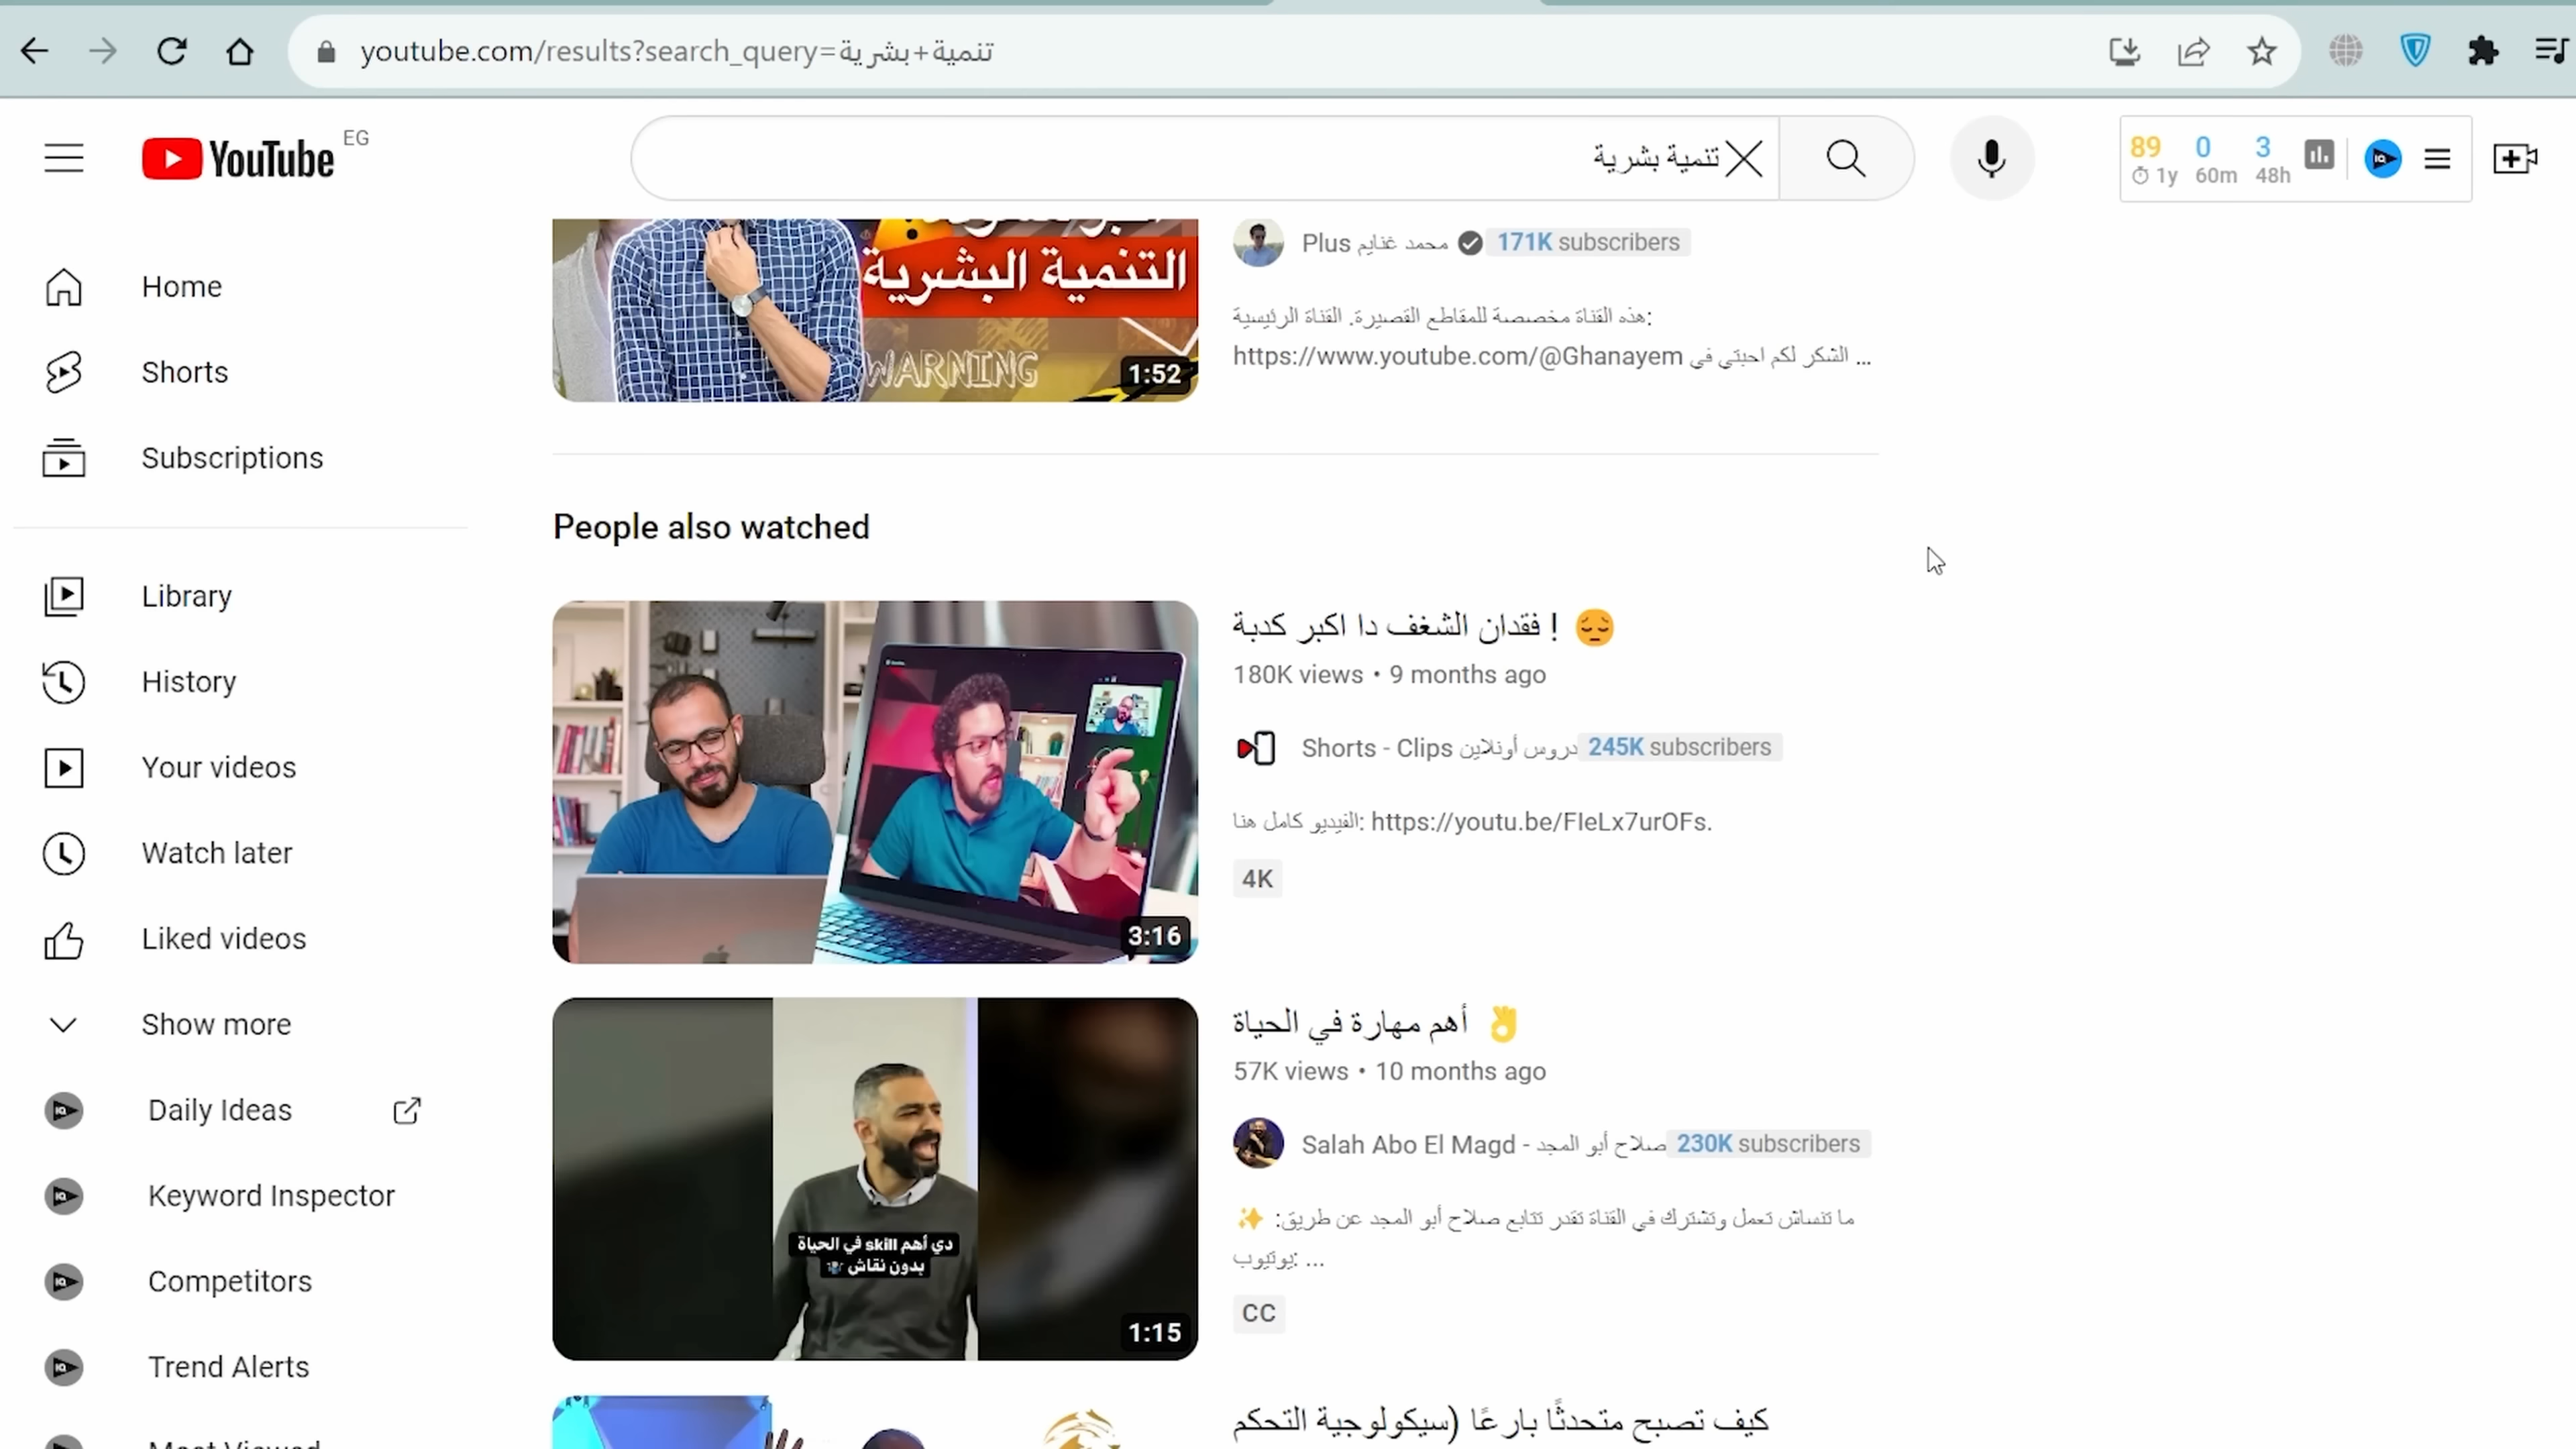 youtube.com/results?search_query=تنمية+بشرية
YouTube EG
تنمية بشرية
89 0 3
1y 60m 48h
Home
Shorts
Subscriptions
Library
History
Your videos
Watch later
Liked videos
Show more
Daily Ideas
Keyword Inspector
Competitors
Trend Alerts
Most Viewed
التنمية البشرية
WARNING
1:52
Plus محمد غنايم 171K subscribers
هذه القناة مخصصة للمقاطع القصيرة. القناة الرئيسية:
https://www.youtube.com/@Ghanayem الشكر لكم احبتي في ...
People also watched
3:16
فقدان الشغف دا اكبر كدبة ! 😔
180K views • 9 months ago
Shorts - Clips دروس أونلاين 245K subscribers
الفيديو كامل هنا: https://youtu.be/FIeLx7urOFs.
4K
دي أهم skill في الحياة
بدون نقاش
1:15
أهم مهارة في الحياة 👌
57K views • 10 months ago
Salah Abo El Magd - صلاح أبو المجد 230K subscribers
✨ ما تنساش تعمل وتشترك في القناة تقدر تتابع صلاح أبو المجد عن طريق:
يوتيوب: ...
CC
كيف تصبح متحدثًا بارعًا (سيكولوجية التحكم